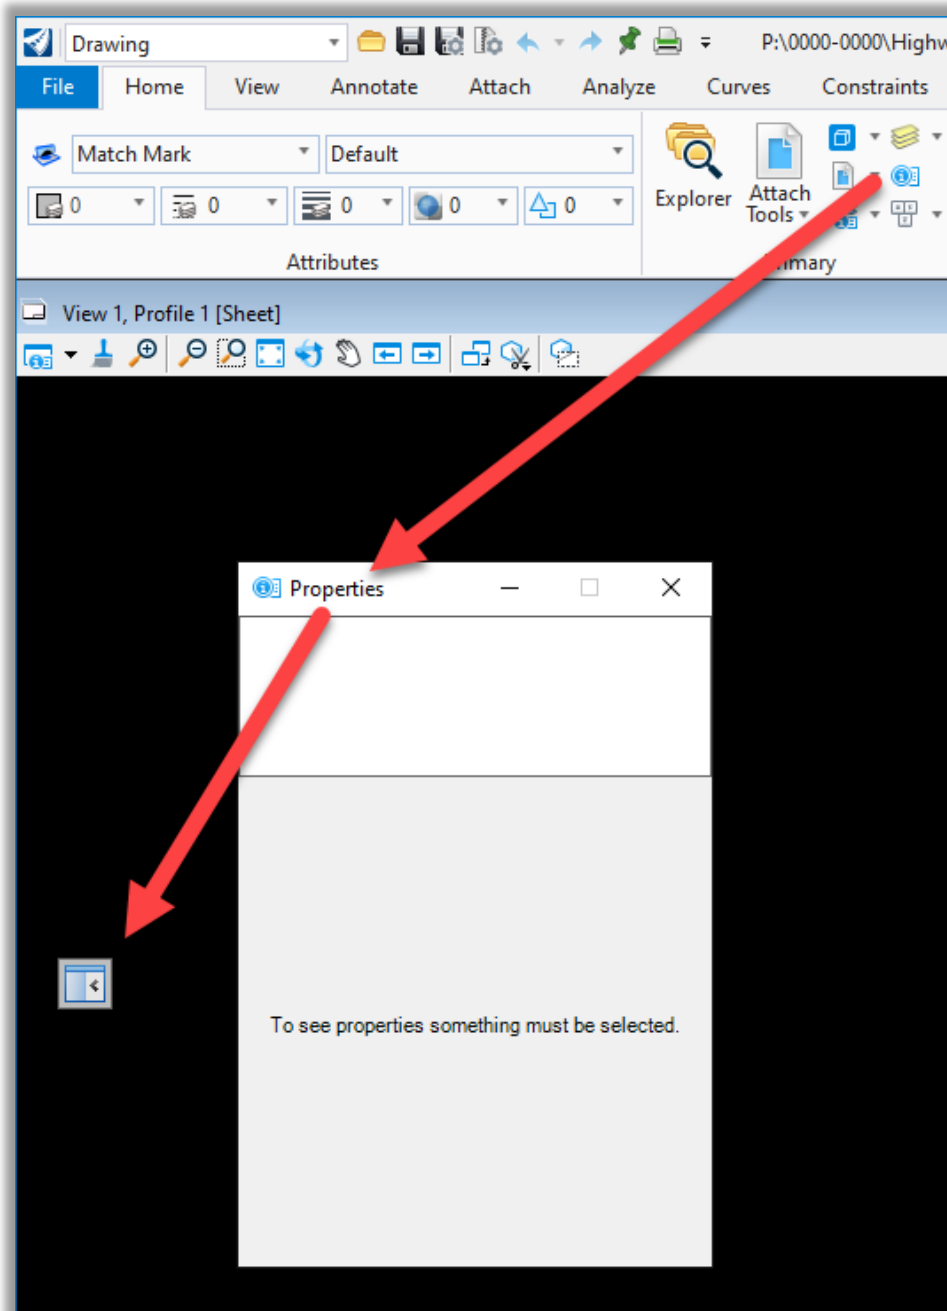 Drawing
P:\0000-0000\Highw
File Home View Annotate Attach Analyze Curves Constraints
Match Mark Default
Explorer Attach
Tools
0 0 0 0 0
Attributes
View 1, Profile 1 [Sheet]
Properties
To see properties something must be selected.